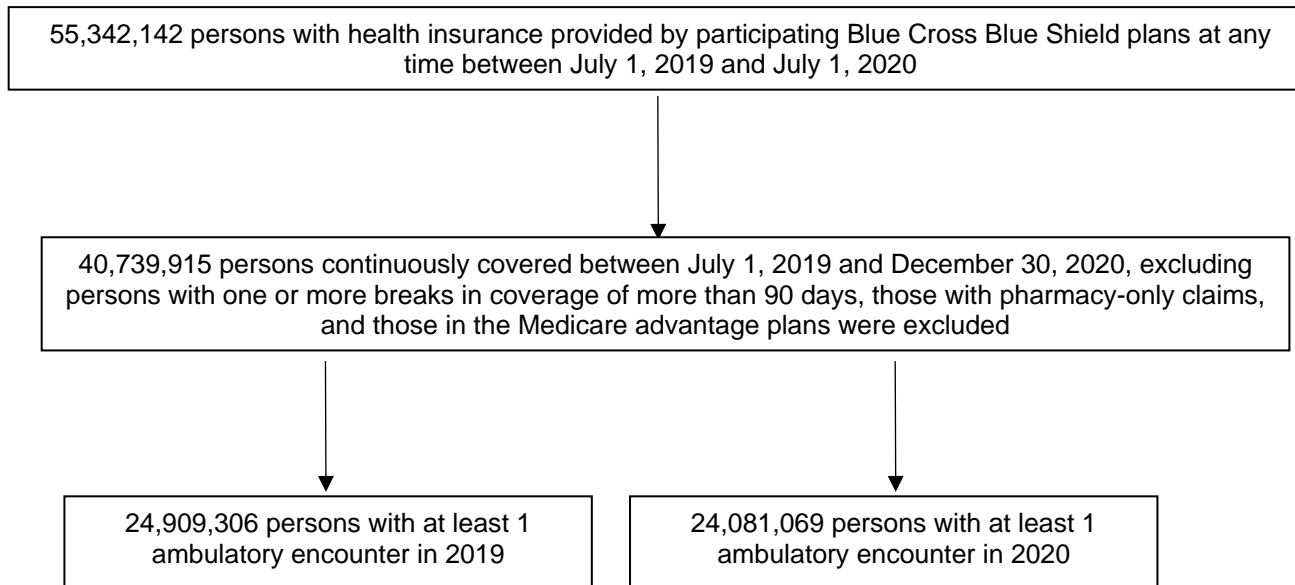 55,342,142 persons with health insurance provided by participating Blue Cross Blue Shield plans at any
time between July 1, 2019 and July 1, 2020
40,739,915 persons continuously covered between July 1, 2019 and December 30, 2020, excluding
persons with one or more breaks in coverage of more than 90 days, those with pharmacy-only claims,
and those in the Medicare advantage plans were excluded
24,909,306 persons with at least 1
ambulatory encounter in 2019
24,081,069 persons with at least 1
ambulatory encounter in 2020